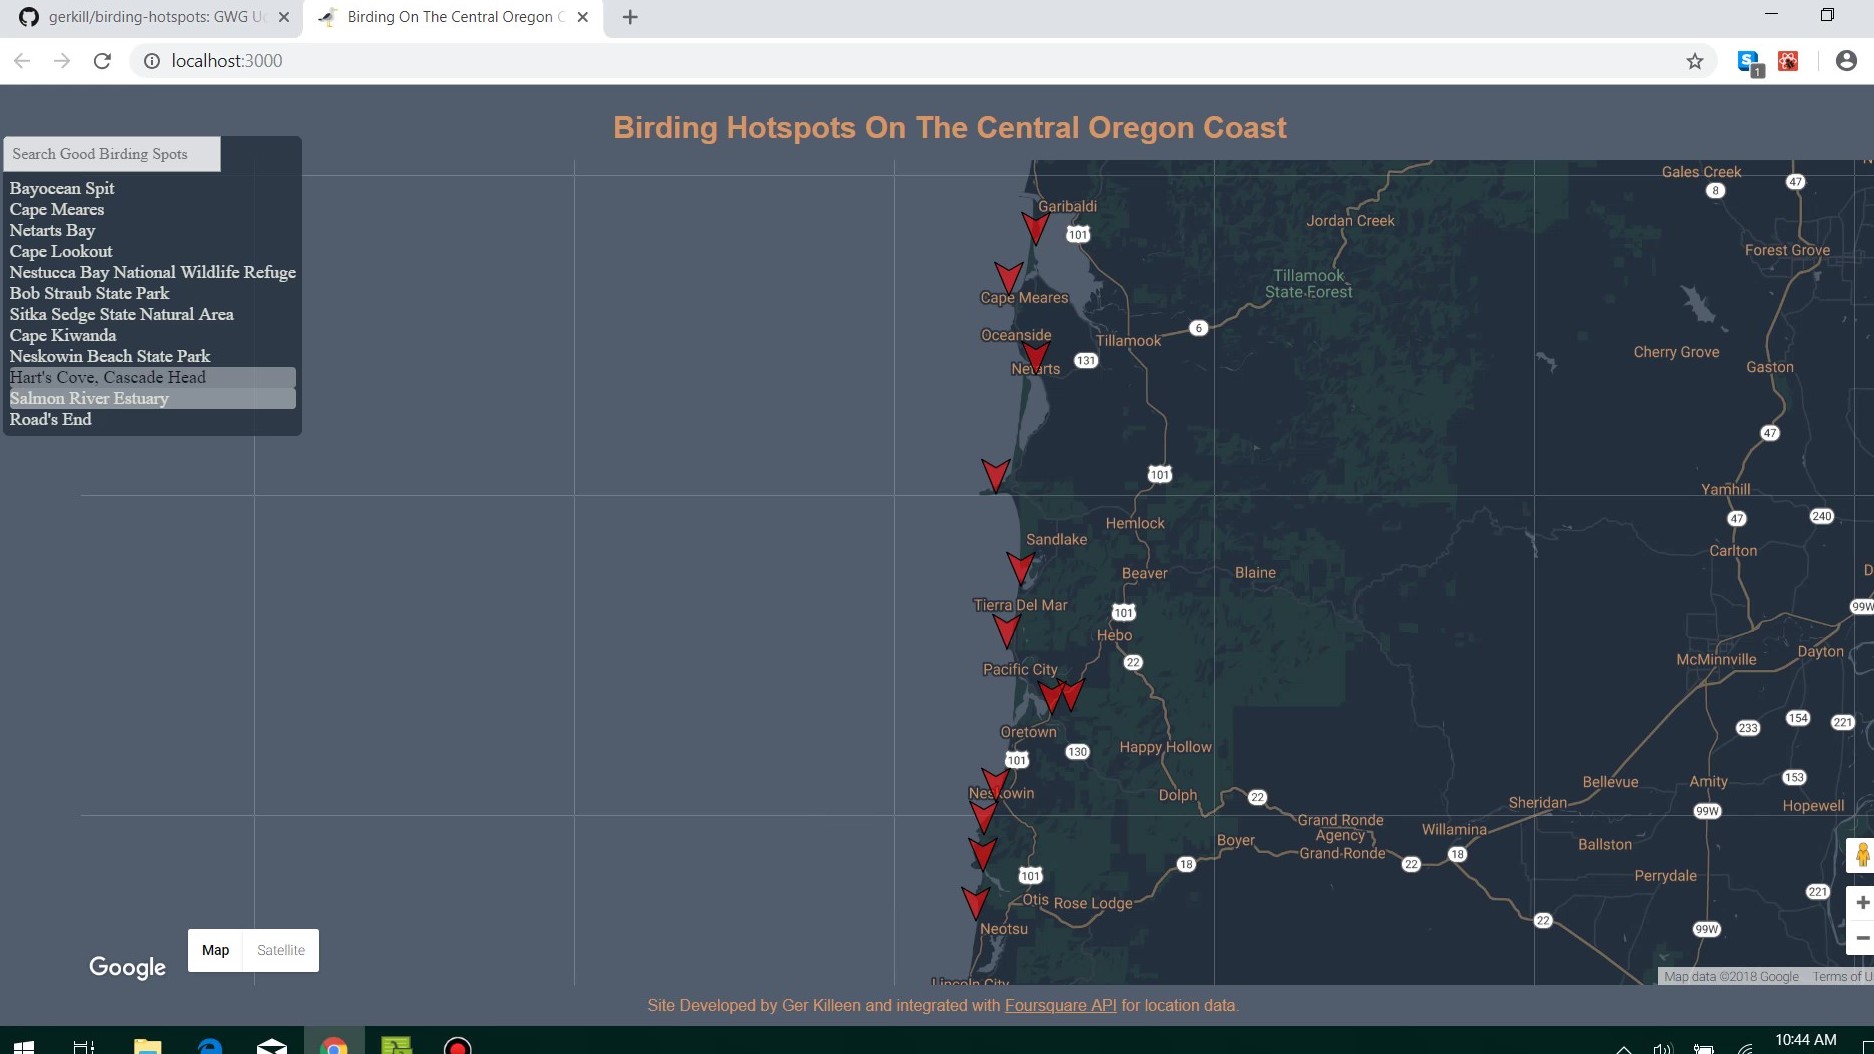 gerkill/birding-hotspots: GWG U
Birding On The Central Oregon C
localhost:3000
1
Birding Hotspots On The Central Oregon Coast
Search Good Birding Spots
Bayocean Spit
Cape Meares
Netarts Bay
Cape Lookout
Nestucca Bay National Wildlife Refuge
Bob Straub State Park
Sitka Sedge State Natural Area
Cape Kiwanda
Neskowin Beach State Park
Hart's Cove, Cascade Head
Salmon River Estuary
Road's End
Gales Creek
8
47
Garibaldi
101
Jordan Creek
Forest Grove
Tillamook
State Forest
Cape Meares
Oceanside
Tillamook
6
Netarts
131
Cherry Grove
Gaston
47
101
Yamhill
47
240
Hemlock
Sandlake
Carlton
Beaver
Blaine
D
Tierra Del Mar
101
99W
Hebo
22
Pacific City
McMinnville
Dayton
Oretown
130
Happy Hollow
101
233
154
221
Neskowin
Dolph
22
Bellevue
Amity
153
Sheridan
99W
Hopewell
Grand Ronde
Agency
Grand Ronde
Boyer
Willamina
18
22
18
Ballston
Perrydale
221
101
Otis
Rose Lodge
22
99W
Neotsu
Lincoln City
Google
Map
Satellite
Map data ©2018 Google
Terms of U
Site Developed by Ger Killeen and integrated with Foursquare API for location data.
10:44 AM